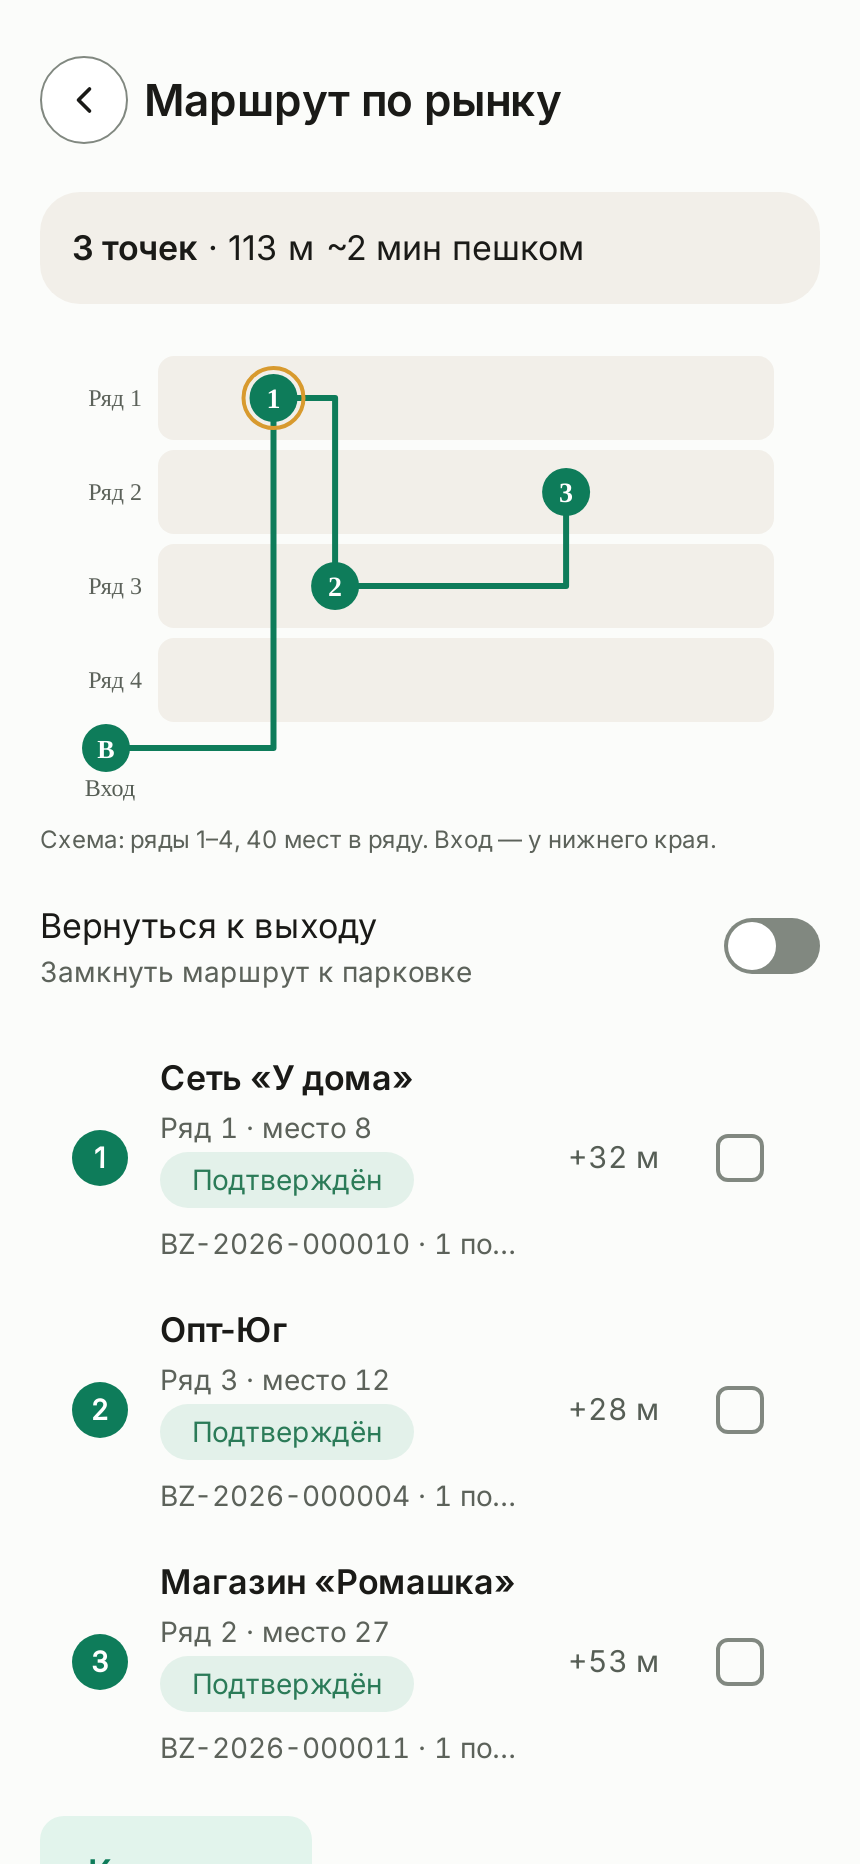 Маршрут по рынку
3 точек · 113 м ~2 мин пешком
Ряд 1
1
Ряд 2
3
Ряд 3
2
Ряд 4
В
Вход
Схема: ряды 1–4, 40 мест в ряду. Вход — у нижнего края.
Вернуться к выходу
Замкнуть маршрут к парковке
Сеть «У дома»
Ряд 1 · место 8
1
+32 м
Подтверждён
BZ-2026-000010 · 1 по...
Опт-Юг
Ряд 3 · место 12
2
+28 м
Подтверждён
BZ-2026-000004 · 1 по...
Магазин «Ромашка»
Ряд 2 · место 27
3
+53 м
Подтверждён
BZ-2026-000011 · 1 по...